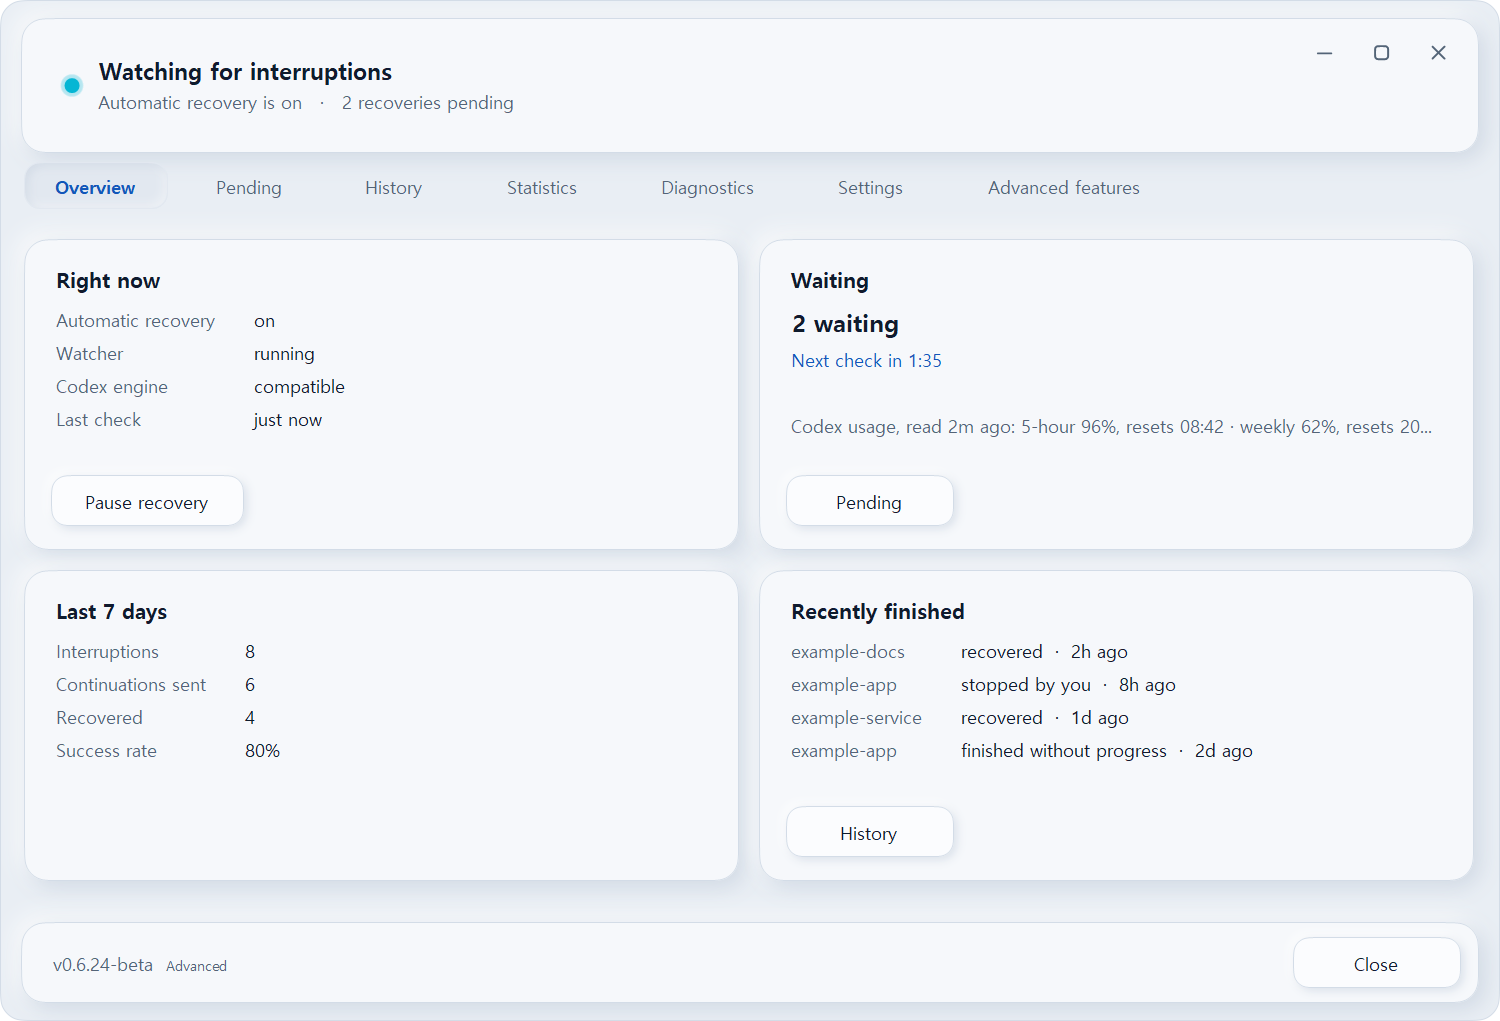 Watching for interruptions
Automatic recovery is on · 2 recoveries pending
Overview Pending History Statistics Diagnostics Settings Advanced features
Right now
Automatic recovery on
Watcher running
Codex engine compatible
Last check just now
Pause recovery
Waiting
2 waiting
Next check in 1:35
Codex usage, read 2m ago: 5-hour 96%, resets 08:42 · weekly 62%, resets 20...
Pending
Last 7 days
Interruptions 8
Continuations sent 6
Recovered 4
Success rate 80%
Recently finished
example-docs recovered · 2h ago
example-app stopped by you · 8h ago
example-service recovered · 1d ago
example-app finished without progress · 2d ago
History
v0.6.24-beta Advanced
Close